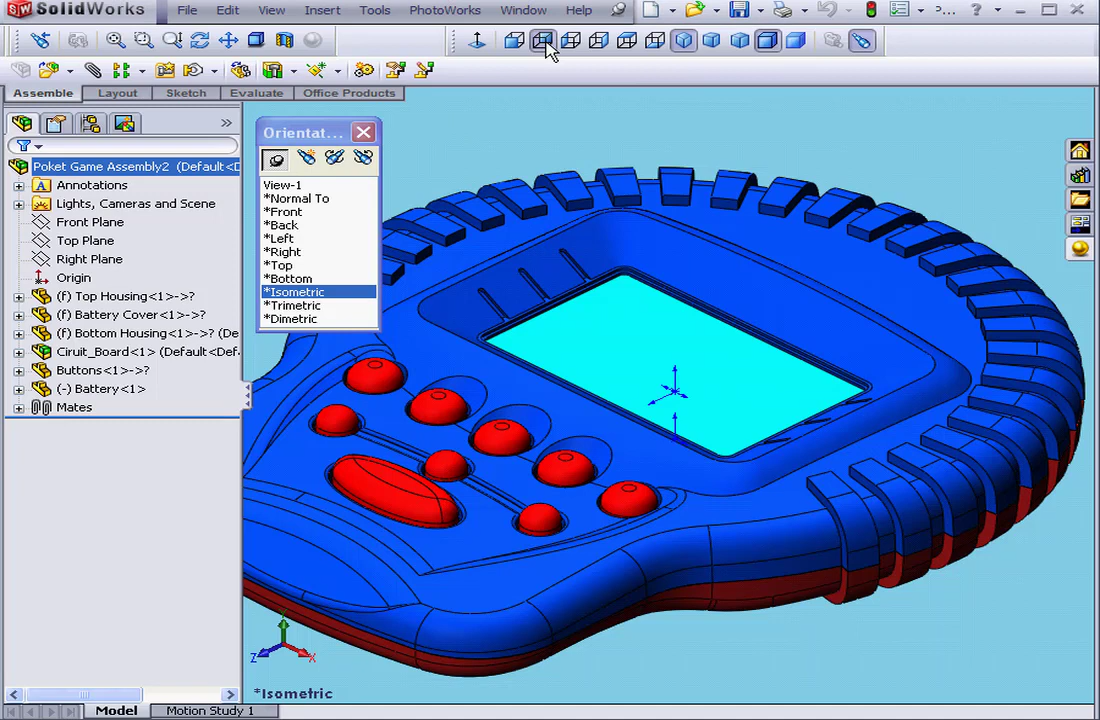 SW SolidWorks File Edit View Insert Tools PhotoWorks Window Help ... ?
Assemble Layout Sketch Evaluate Office Products
Orientat...
View-1
*Normal To
*Front
*Back
*Left
*Right
*Top
*Bottom
*Isometric
*Trimetric
*Dimetric
Poket Game Assembly2 (Default<D
A Annotations
Lights, Cameras and Scene
Front Plane
Top Plane
Right Plane
Origin
(f) Top Housing<1>->?
(f) Battery Cover<1>->?
(f) Bottom Housing<1>->? (De
Ciruit_Board<1> (Default<Def
Buttons<1>->?
(-) Battery<1>
Mates
Y
Z X
*Isometric
Model Motion Study 1